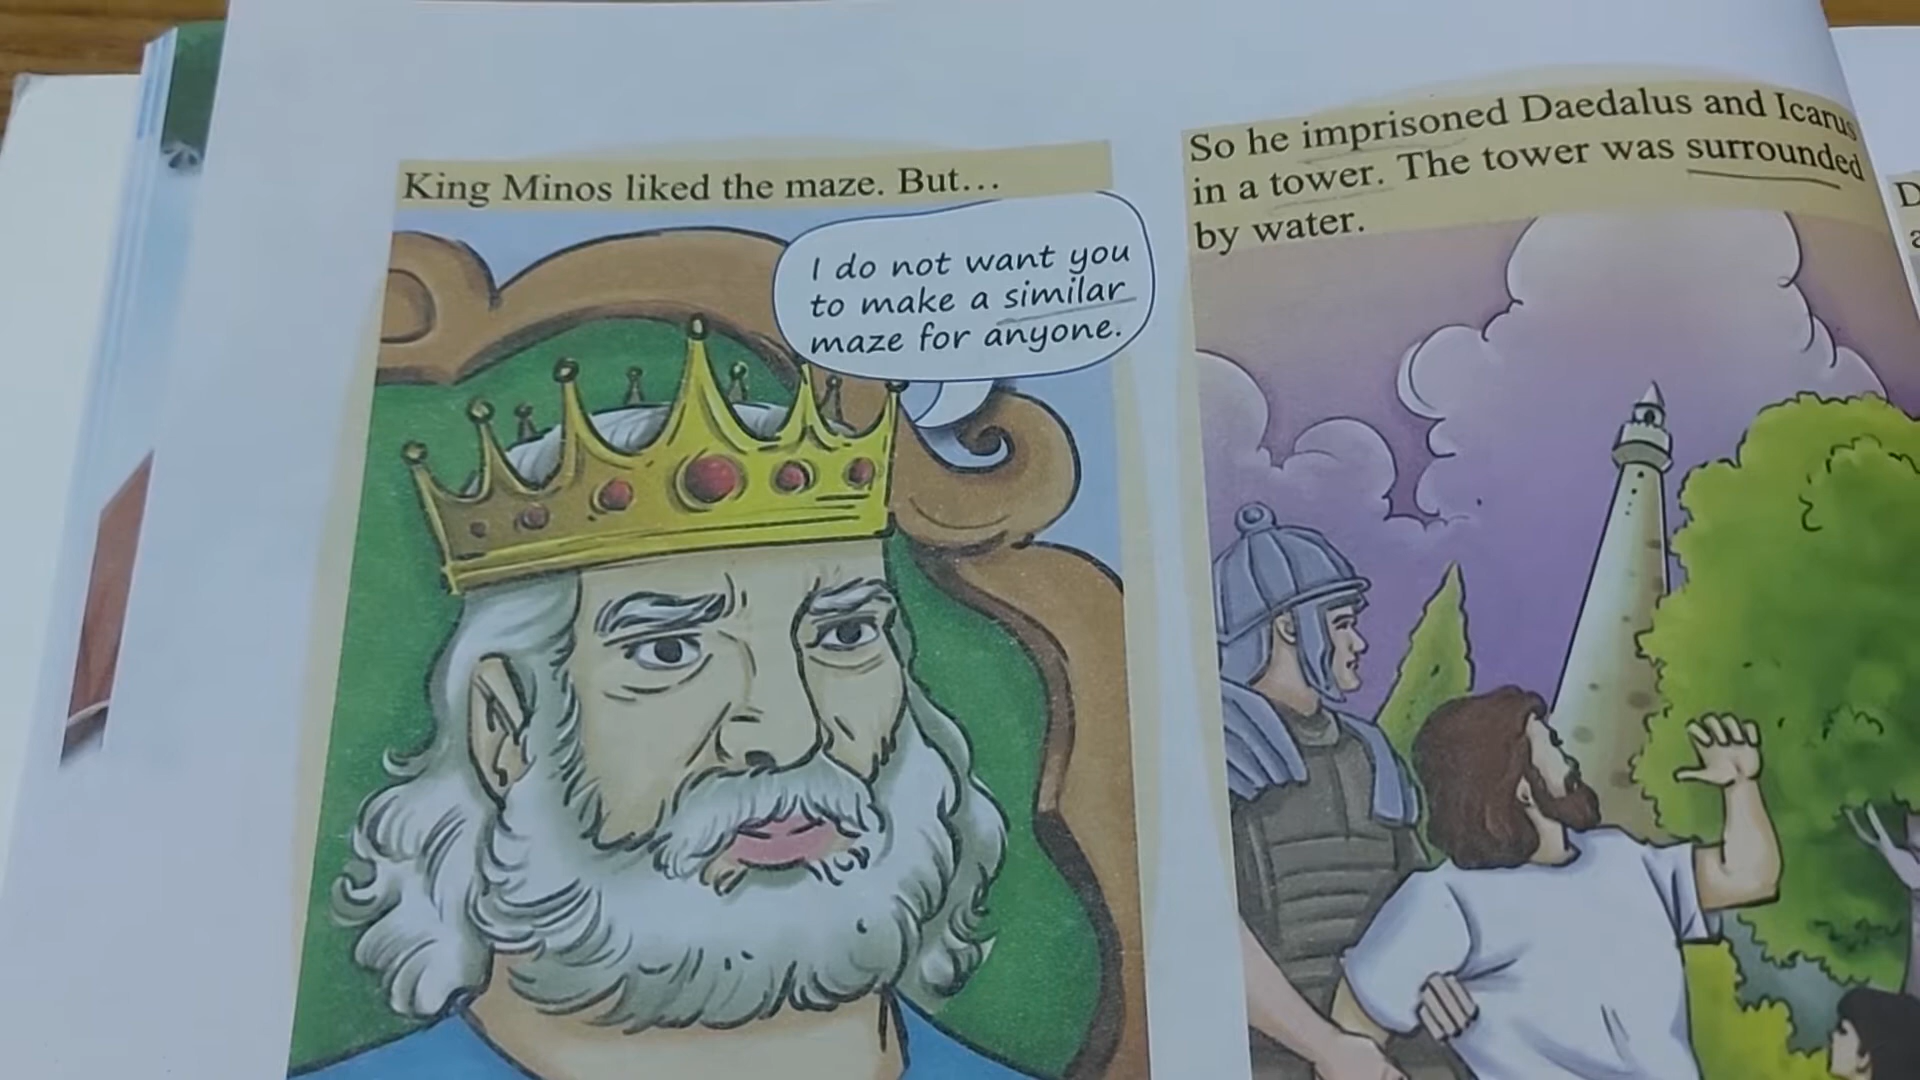 King Minos liked the maze. But...
I do not want you
to make a similar
maze for anyone.
So he imprisoned Daedalus and Icarus
in a tower. The tower was surrounded
by water.